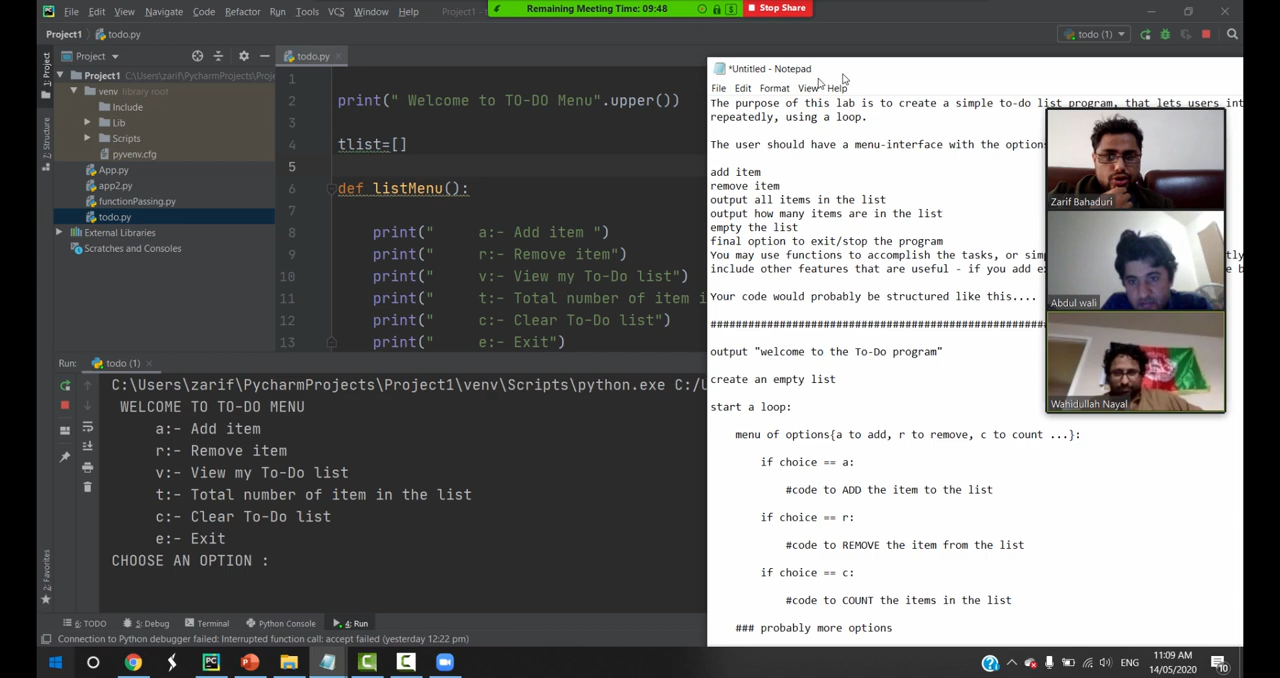 File Edit View Navigate Code Refactor Run Tools VCS Window Help Project1
Remaining Meeting Time: 09:48
Stop Share
Project1 todo.py
todo (1)
Project
todo.py
1: Project
Project1 C:\Users\zarif\PycharmProjects\Proje
venv library root
Include
Lib
Scripts
pyvenv.cfg
App.py
app2.py
functionPassing.py
todo.py
External Libraries
Scratches and Consoles
Structure
2: Favorites
1
2 print(" Welcome to TO-DO Menu".upper())
3
4 tlist=[]
5
6 def listMenu():
7
8 print(" a:- Add item ")
9 print(" r:- Remove item")
10 print(" v:- View my To-Do list")
11 print(" t:- Total number of item i
12 print(" c:- Clear To-Do list")
13 print(" e:- Exit")
Run: todo (1)
C:\Users\zarif\PycharmProjects\Project1\venv\Scripts\python.exe C:/U
WELCOME TO TO-DO MENU
a:- Add item
r:- Remove item
v:- View my To-Do list
t:- Total number of item in the list
c:- Clear To-Do list
e:- Exit
CHOOSE AN OPTION :
*Untitled - Notepad
File Edit Format View Help
The purpose of this lab is to create a simple to-do list program, that lets users int
repeatedly, using a loop.
The user should have a menu-interface with the options
add item
remove item
output all items in the list
output how many items are in the list
empty the list
final option to exit/stop the program
You may use functions to accomplish the tasks, or sim
include other features that are useful - if you add e
Your code would probably be structured like this....
output "welcome to the To-Do program"
create an empty list
start a loop:
menu of options{a to add, r to remove, c to count ...}:
if choice == a:
#code to ADD the item to the list
if choice == r:
#code to REMOVE the item from the list
if choice == c:
#code to COUNT the items in the list
### probably more options
Zarif Bahaduri
Abdul wali
Wahidullah Nayal
6: TODO 5: Debug Terminal Python Console 4: Run
Connection to Python debugger failed: Interrupted function call: accept failed (yesterday 12:22 pm)
ENG
11:09 AM
14/05/2020
10